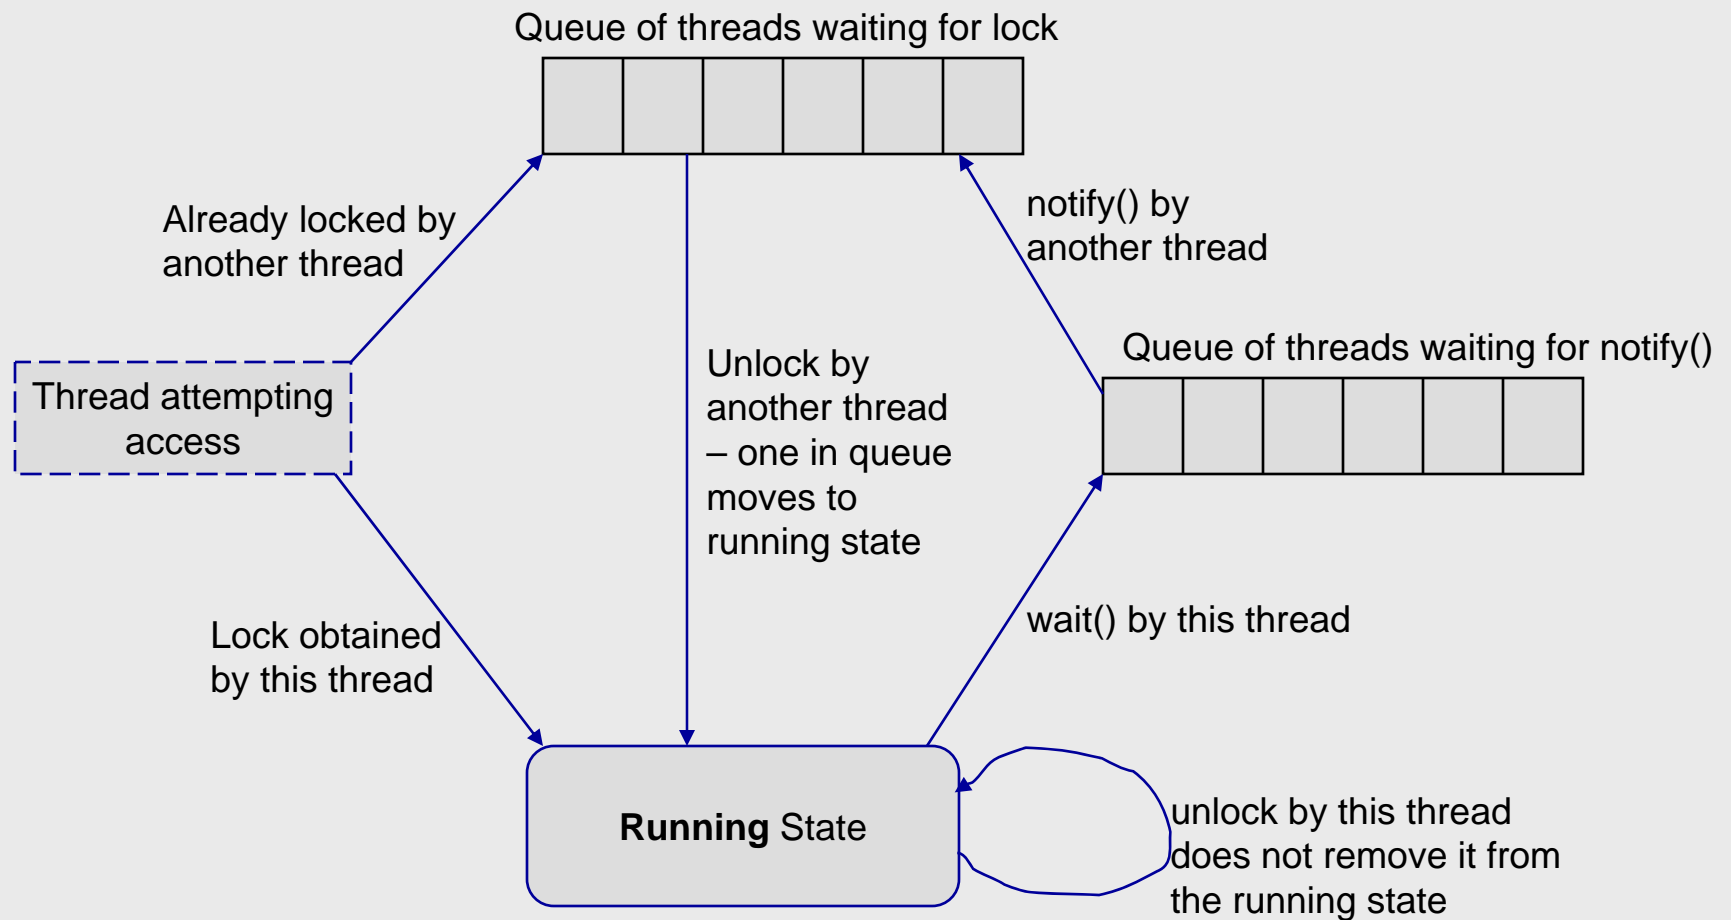 Queue of threads waiting for lock
Already locked by
another thread
notify() by
another thread
Queue of threads waiting for notify()
Thread attempting
access
Unlock by
another thread
– one in queue
moves to
running state
Lock obtained
by this thread
wait() by this thread
Running State
unlock by this thread
does not remove it from
the running state